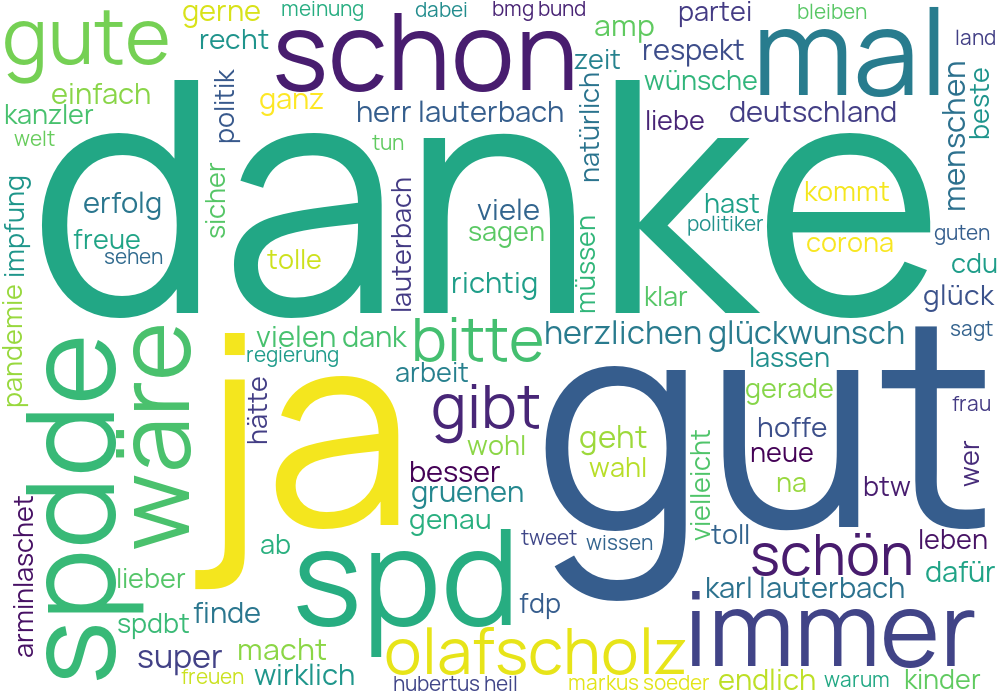 gute
gerne
meinung
dabei
bmg bund
partei
bleiben
recht
schon
zeit
amp
respekt
mal
land
einfach
politik
ganz
herr lauterbach
natürlich
wünsche
deutschland
menschen
beste
kanzler
welt
tun
liebe
danke
impfung
erfolg
freue
sehen
sicher
tolle
lauterbach
viele
sagen
richtig
müssen
hast
politiker
kommt
corona
guten
cdu
klar
glück
pandemie
spdde
wäre
vielen dank
regierung
bitte
herzlichen glückwunsch
sagt
ja
hätte
arbeit
gibt
gut
lassen
gerade
frau
wohl
geht
wahl
hoffe
neue
na
wer
besser
gruenen
genau
vielleicht
btw
arminlaschet
ab
spd
tweet
wissen
toll
schön
leben
dafür
lieber
finde
spdbt
fdp
karl lauterbach
immer
super
macht
olafscholz
freuen
wirklich
hubertus heil
markus soeder
endlich
warum
kinder